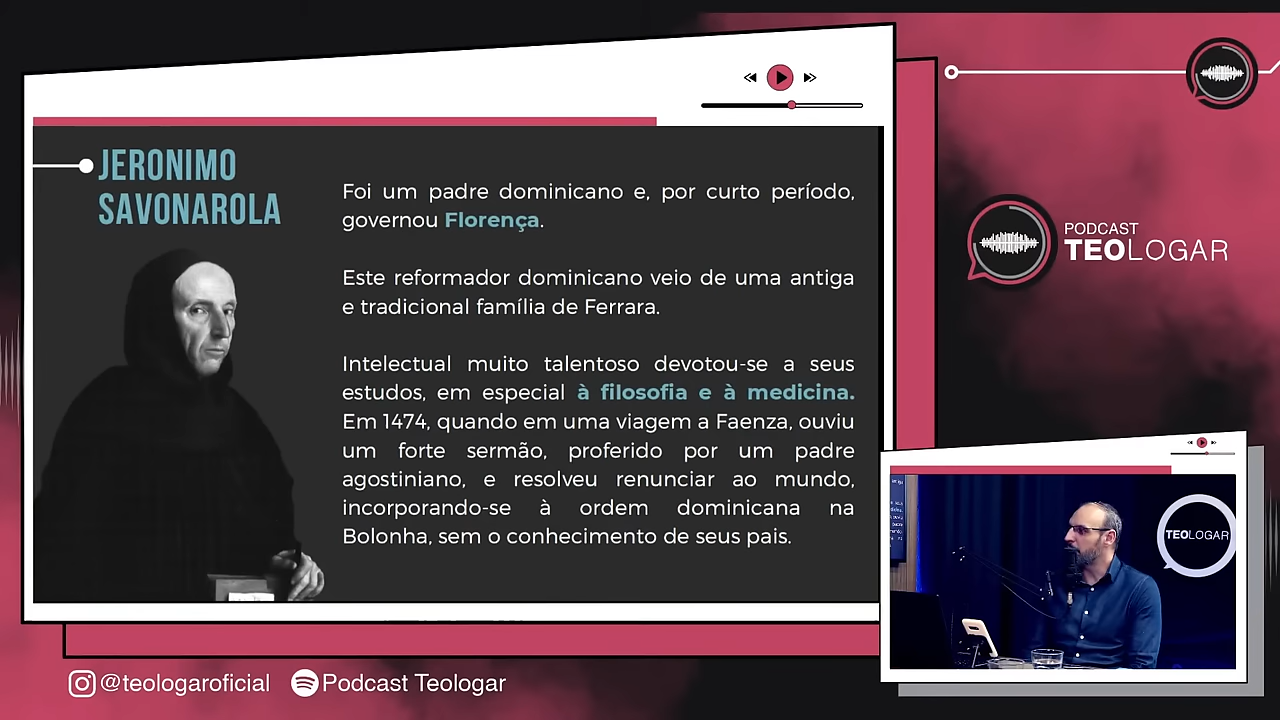 JERONIMO
SAVONAROLA
Foi um padre dominicano e, por curto período,
governou Florença.
Este reformador dominicano veio de uma antiga
e tradicional família de Ferrara.
Intelectual muito talentoso devotou-se a seus
estudos, em especial à filosofia e à medicina.
Em 1474, quando em uma viagem a Faenza, ouviu
um forte sermão, proferido por um padre
agostiniano, e resolveu renunciar ao mundo,
incorporando-se à ordem dominicana na
Bolonha, sem o conhecimento de seus pais.
PODCAST
TEOLOGAR
TEOLOGAR
@teologaroficial
Podcast Teologar